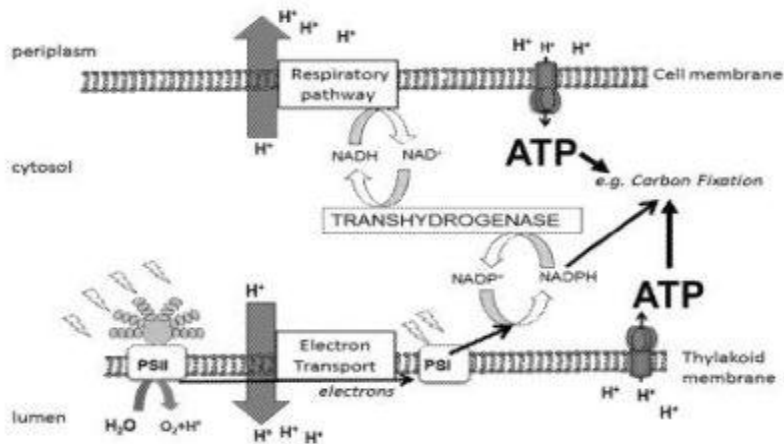 H⁺ H⁺ H⁺ H⁺ H⁺ H⁺
periplasm
Respiratory
pathway
Cell membrane
H⁺
NADH NAD⁺
ATP
cytosol
e.g. Carbon Fixation
TRANSHYDROGENASE
NADP⁺ NADPH
H⁺
ATP
PSII
Electron
Transport
PSI
Thylakoid
membrane
electrons
H⁺ H⁺ H⁺
lumen
H₂O O₂+H⁺
H⁺ H⁺ H⁺